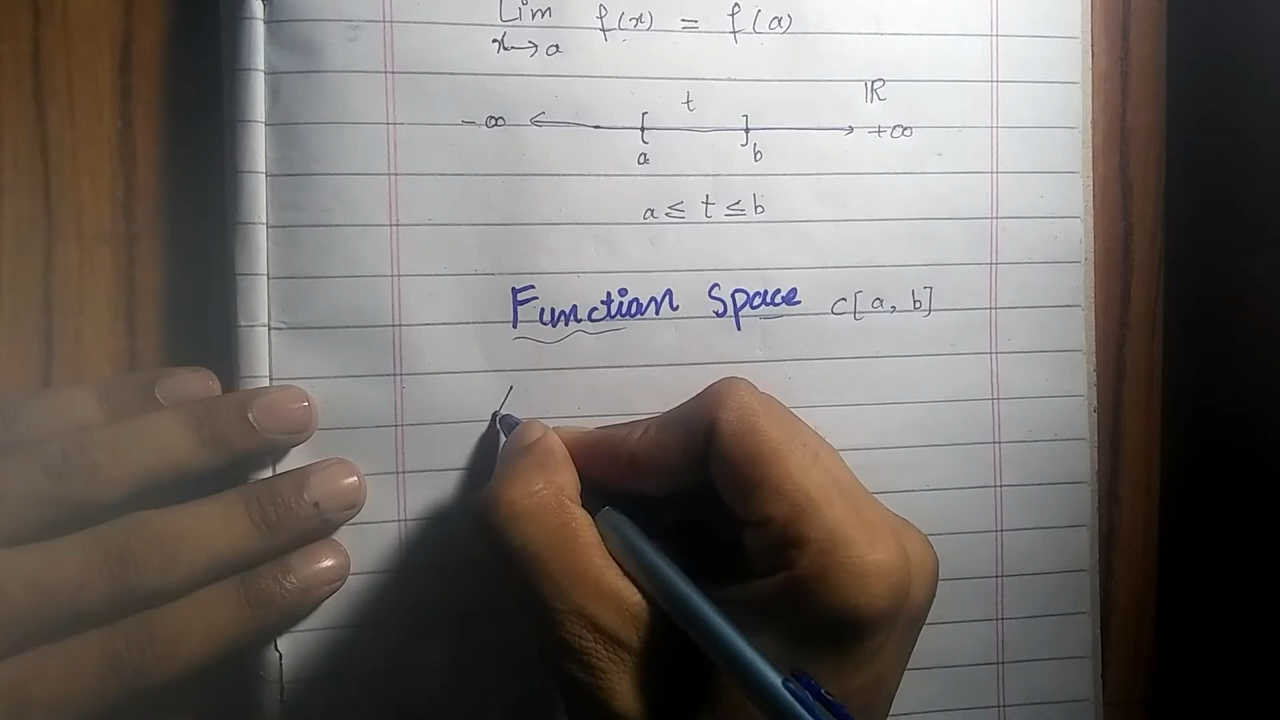 Lim f(x) = f(a)
x→a
t
IR
-∞ [ ] +∞
a b
a ≤ t ≤ b
Function Space C[a, b]